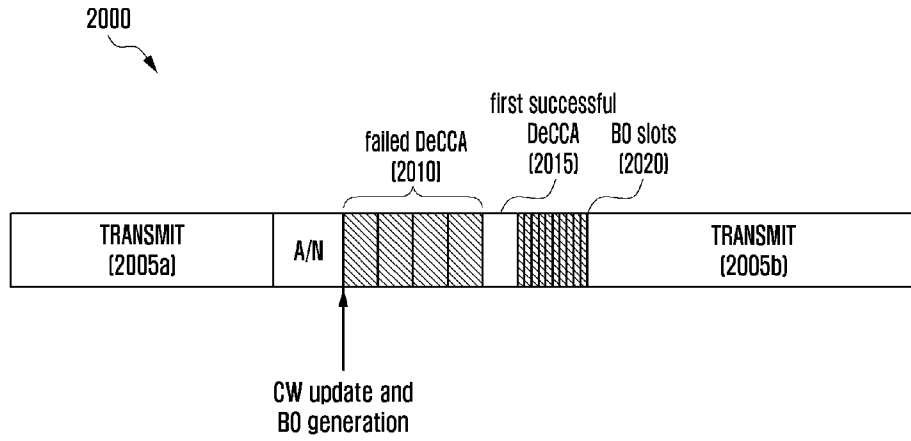 2000
first successful
DeCCA
(2015)
BO slots
(2020)
failed DeCCA
(2010)
TRANSMIT
(2005a)
A/N
TRANSMIT
(2005b)
CW update and
BO generation